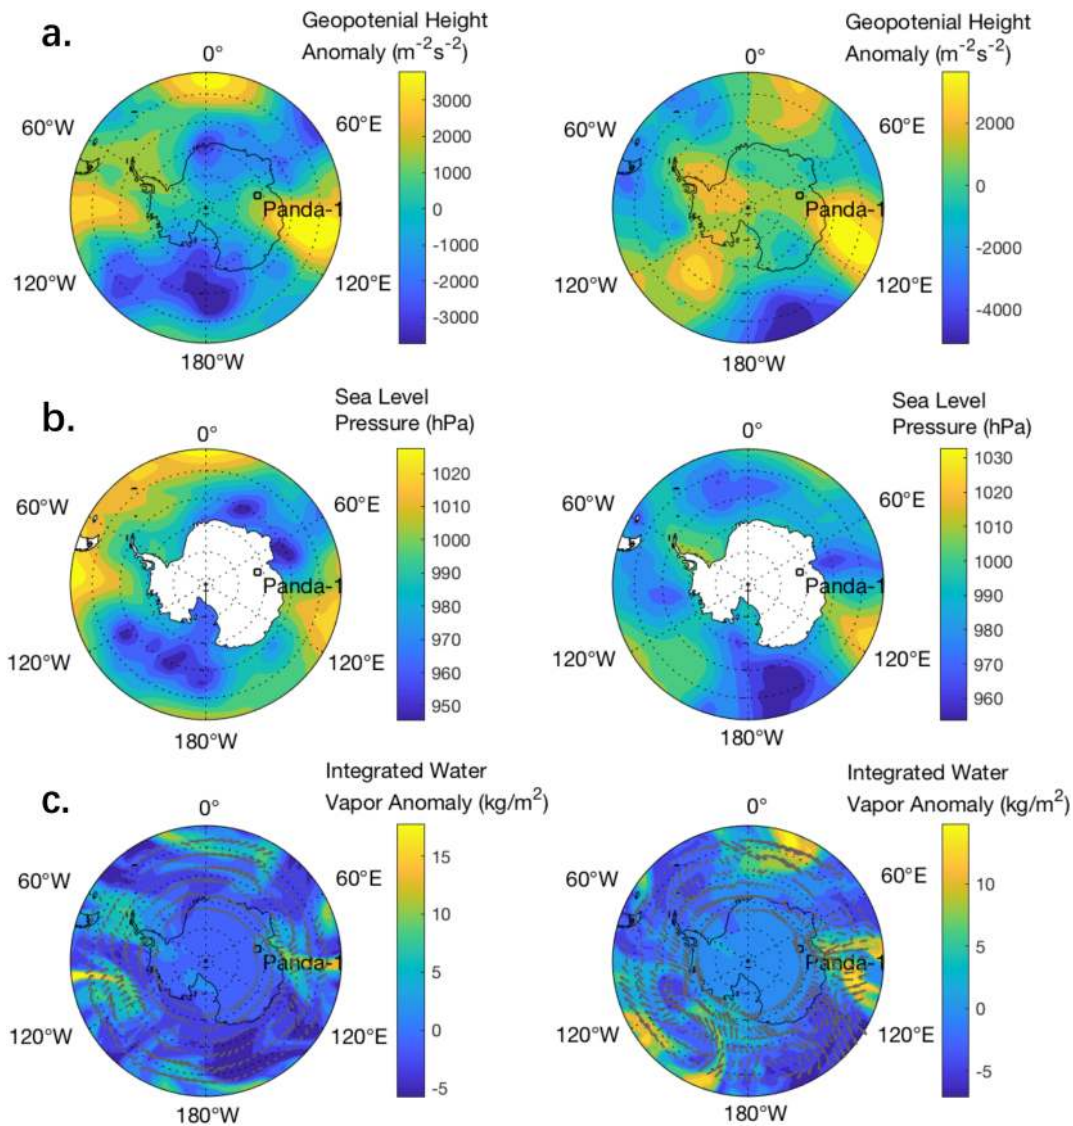 a.
Geopotenial Height
Anomaly (m⁻²s⁻²)
0°
60°W
60°E
120°W
120°E
180°W
Panda-1
3000
2000
1000
0
-1000
-2000
-3000
Geopotenial Height
Anomaly (m⁻²s⁻²)
0°
60°W
60°E
120°W
120°E
180°W
Panda-1
2000
0
-2000
-4000
b.
Sea Level
Pressure (hPa)
0°
60°W
60°E
120°W
120°E
180°W
Panda-1
1020
1010
1000
990
980
970
960
950
Sea Level
Pressure (hPa)
0°
60°W
60°E
120°W
120°E
180°W
Panda-1
1030
1020
1010
1000
990
980
970
960
c.
Integrated Water
Vapor Anomaly (kg/m²)
0°
60°W
60°E
120°W
120°E
180°W
Panda-1
15
10
5
0
-5
Integrated Water
Vapor Anomaly (kg/m²)
0°
60°W
60°E
120°W
120°E
180°W
Panda-1
10
5
0
-5